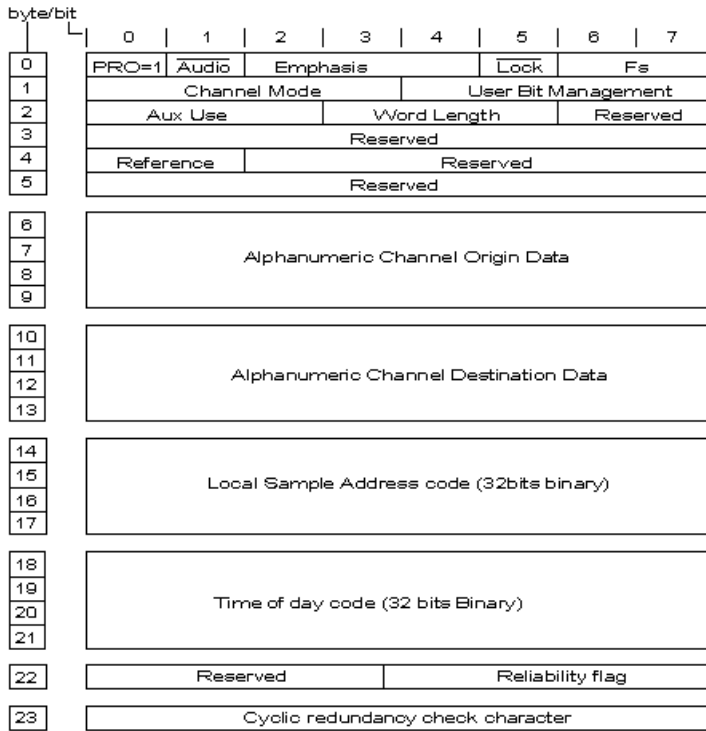 byte/bit
0 1 2 3 4 5 6 7
0 PRO=1 Audio Emphasis Lock Fs
1 Channel Mode User Bit Management
2 Aux Use Word Length Reserved
3 Reserved
4 Reference Reserved
5 Reserved
6
7 Alphanumeric Channel Origin Data
8
9
10
11
12 Alphanumeric Channel Destination Data
13
14
15 Local Sample Address code (32bits binary)
16
17
18
19
20 Time of day code (32 bits Binary)
21
22 Reserved Reliability flag
23 Cyclic redundancy check character